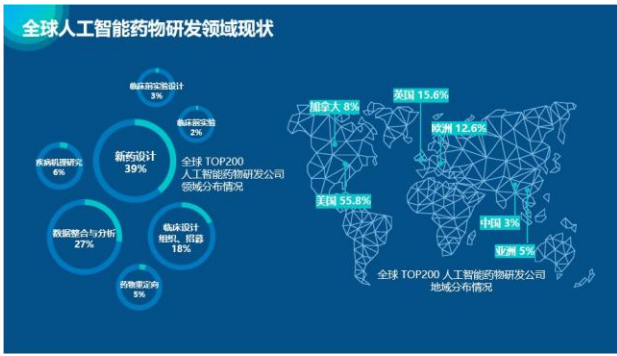 全球人工智能药物研发领域现状
临床前实验设计
3%
临床前实验
2%
疾病机理研究
6%
新药设计
39%
全球 TOP200
人工智能药物研发公司
领域分布情况
数据整合与分析
27%
临床设计
组织、招募
18%
药物重定向
5%
英国 15.6%
加拿大 8%
欧洲 12.6%
美国 55.8%
中国 3%
亚洲 5%
全球 TOP200 人工智能药物研发公司
地域分布情况